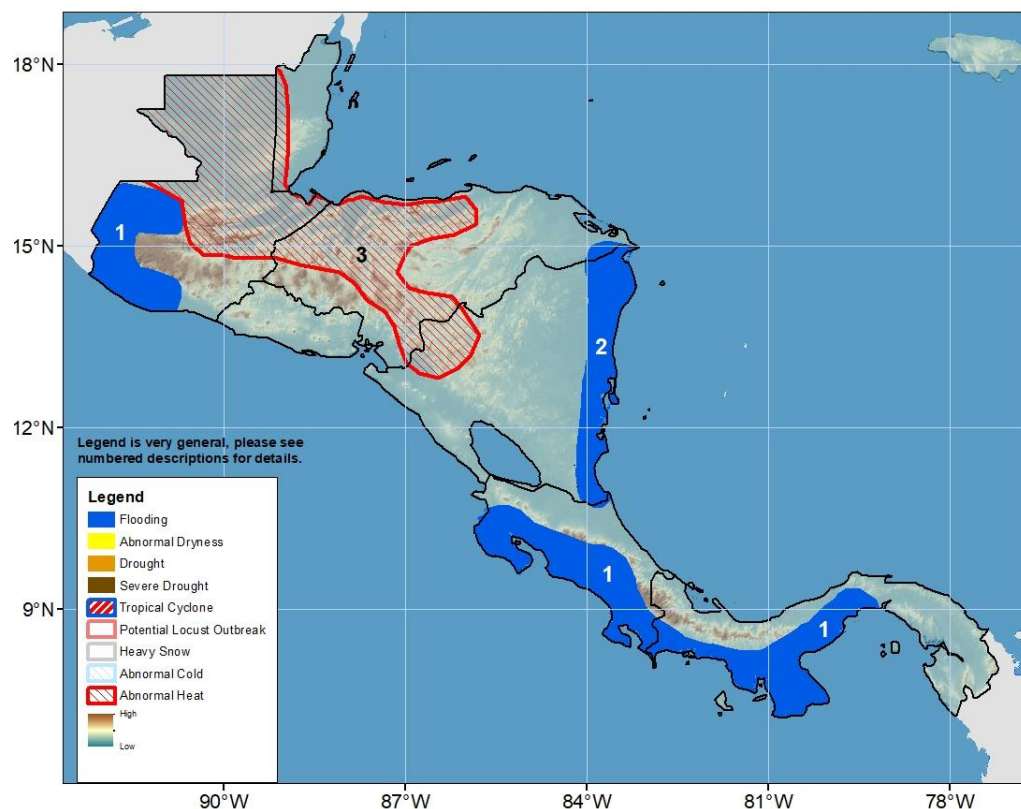 18°N
1
15°N
3
2
12°N
Legend is very general, please see
numbered descriptions for details.
Legend
Flooding
Abnormal Dryness
Drought
Severe Drought
Tropical Cyclone
Potential Locust Outbreak
Heavy Snow
Abnormal Cold
Abnormal Heat
High
Low
1
9°N
1
90°W
87°W
84°W
81°W
78°W